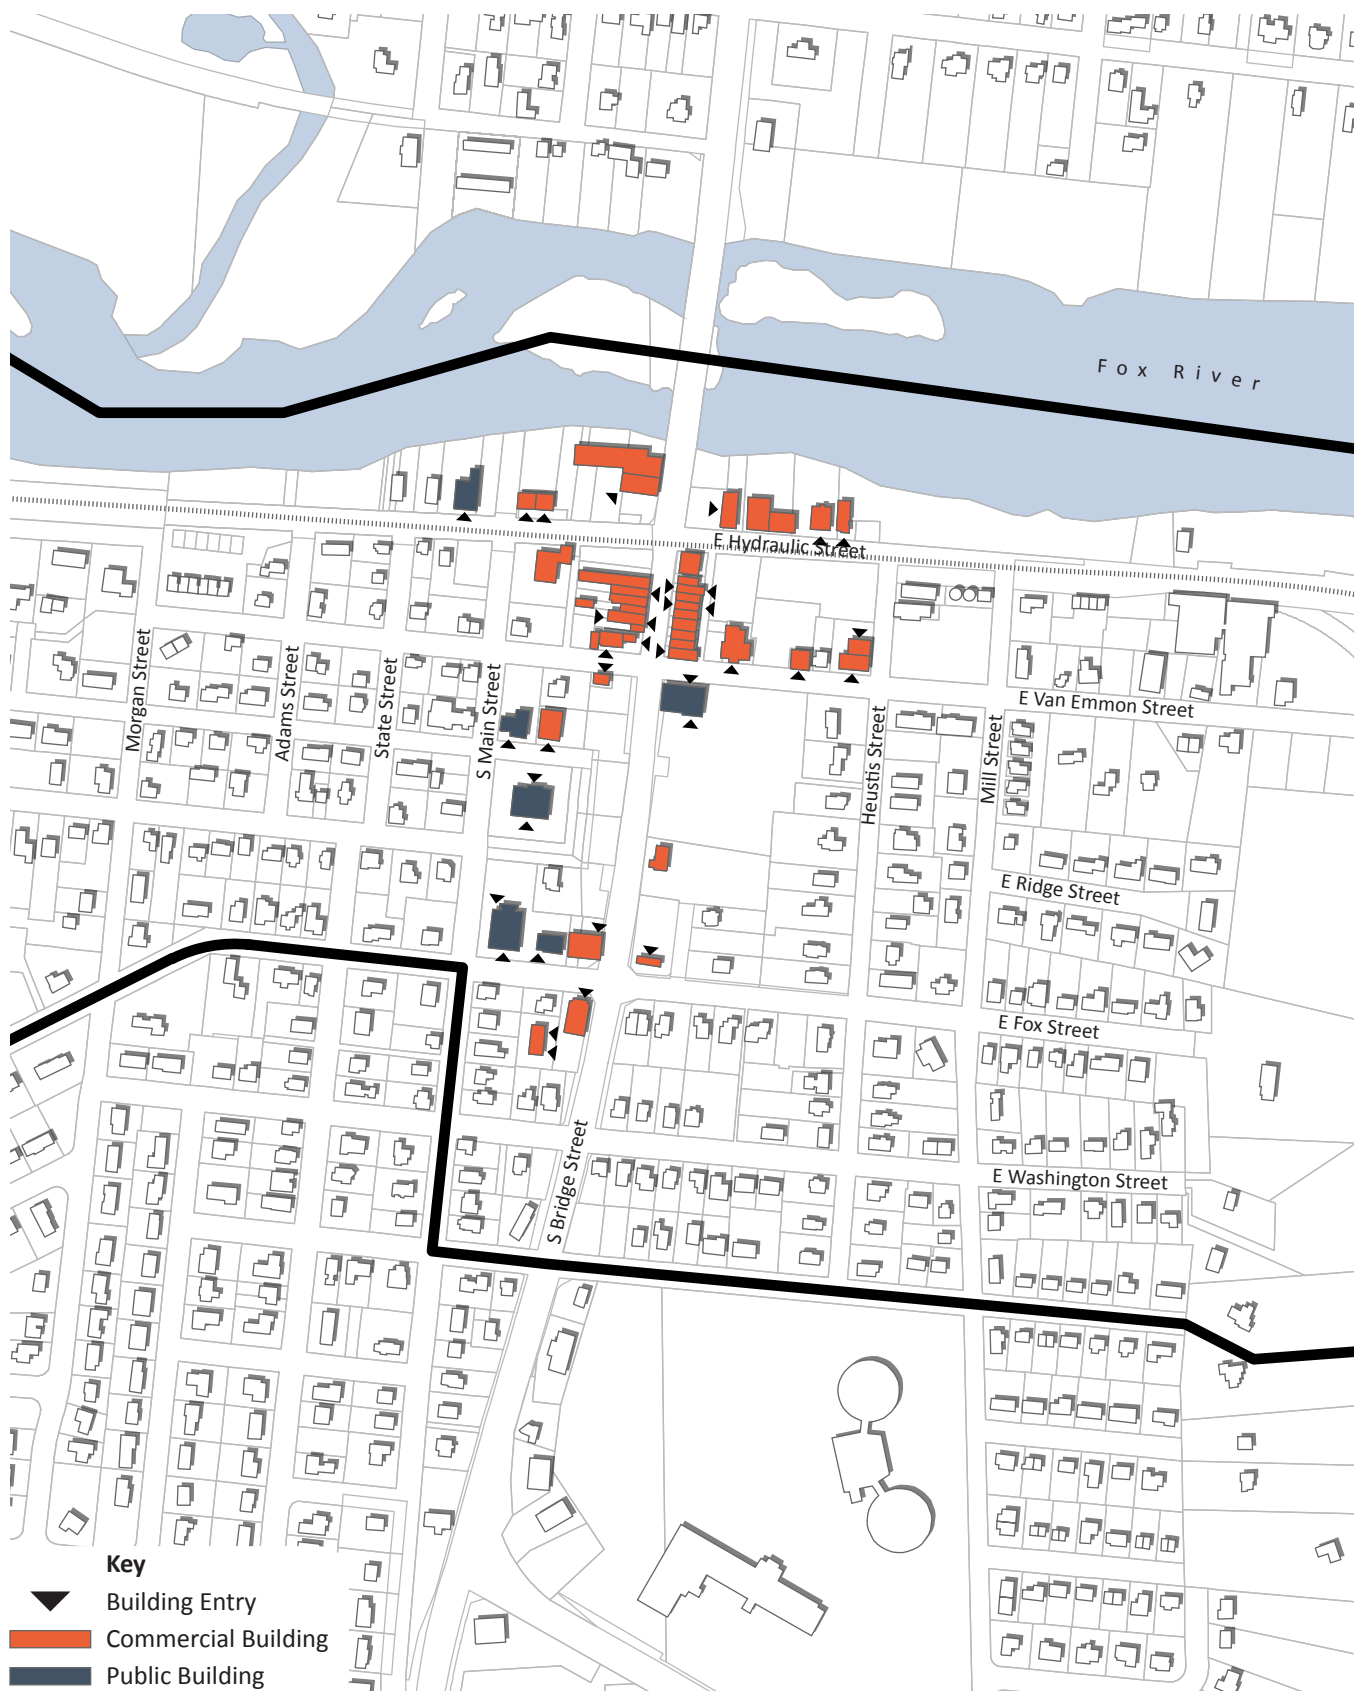 Fox River
E Hydraulic Street
Morgan Street
Adams Street
State Street
S Main Street
E Van Emmon Street
Heustis Street
Mill Street
E Ridge Street
E Fox Street
S Bridge Street
E Washington Street
Key
Building Entry
Commercial Building
Public Building